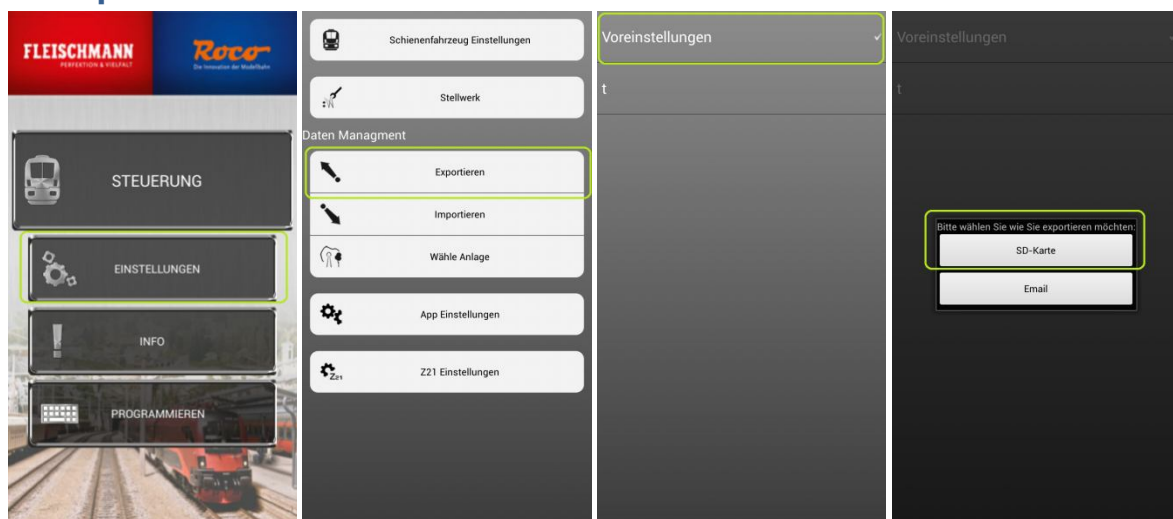 FLEISCHMANN
PERFEKTION & VIELFALT
Roco
Die Innovation der Modellbahn
STEUERUNG
EINSTELLUNGEN
INFO
PROGRAMMIEREN
Schienenfahrzeug Einstellungen
Stellwerk
Daten Managment
Exportieren
Importieren
Wähle Anlage
App Einstellungen
Z21
Z21 Einstellungen
Voreinstellungen
t
Voreinstellungen
t
Bitte wählen Sie wie Sie exportieren möchten:
SD-Karte
Email